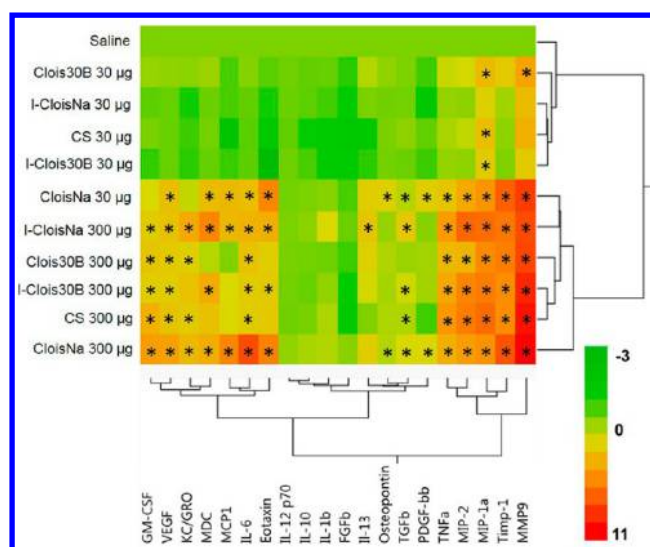 Saline
Clois30B 30 µg
I-CloisNa 30 µg
CS 30 µg
I-Clois30B 30 µg
CloisNa 30 µg
I-CloisNa 300 µg
Clois30B 300 µg
I-Clois30B 300 µg
CS 300 µg
CloisNa 300 µg
-3
0
11
GM-CSF
VEGF
KC/GRO
MDC
MCP1
IL-6
Eotaxin
IL-12 p70
IL-10
IL-1b
FGFb
Il-13
Osteopontin
TGFb
PDGF-bb
TNFa
MIP-2
MIP-1a
Timp-1
MMP9